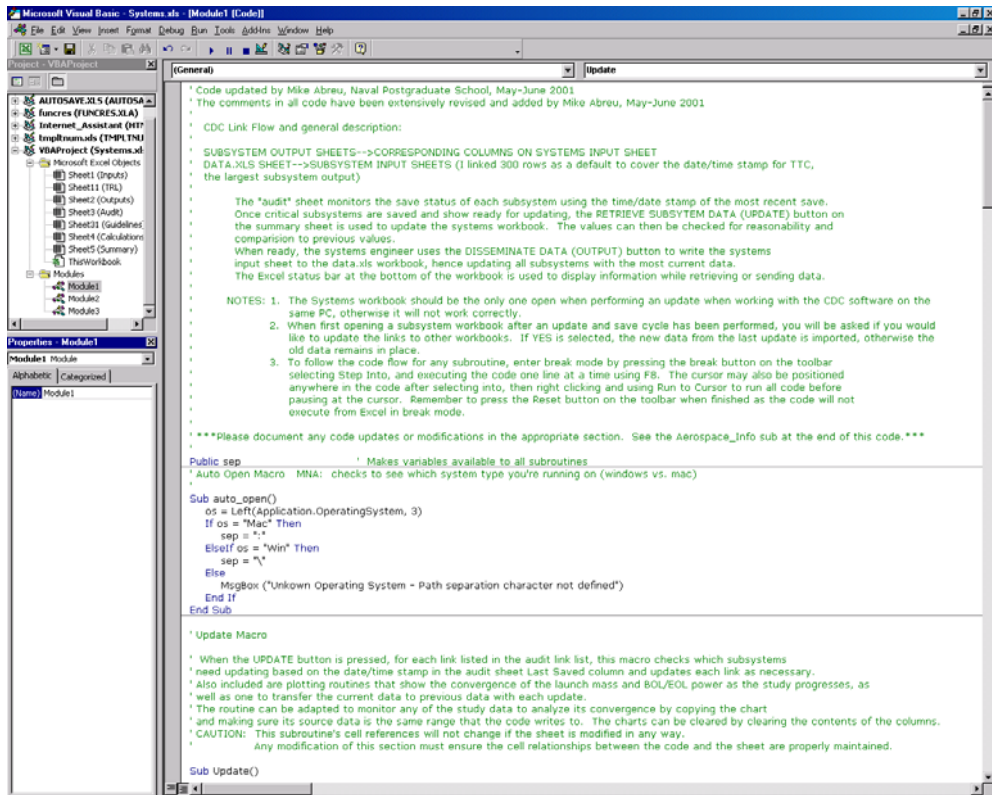 Microsoft Visual Basic - Systems.xls - [Module1 [Code]]
File Edit View Insert Format Debug Run Tools Add-Ins Window Help
Project - VBAProject
AUTOSAVE.XLS (AUTOSA
funcres (FUNCRES.XLA)
Internet_Assistant (HTM
tmpltnum.xls (TMPLTNU
VBAProject (Systems.xl
Microsoft Excel Objects
Sheet1 (Inputs)
Sheet11 (TRL)
Sheet2 (Outputs)
Sheet3 (Audit)
Sheet31 (Guidelines)
Sheet4 (Calculations
Sheet5 (Summary)
ThisWorkbook
Modules
Module1
Module2
Module3
Properties - Module1
Module1 Module
Alphabetic Categorized
(Name) Module1
(General) Update
' Code updated by Mike Abreu, Naval Postgraduate School, May-June 2001
' The comments in all code have been extensively revised and added by Mike Abreu, May-June 2001
'
' CDC Link Flow and general description:
'
' SUBSYSTEM OUTPUT SHEETS-->CORRESPONDING COLUMNS ON SYSTEMS INPUT SHEET
' DATA.XLS SHEET-->SUBSYSTEM INPUT SHEETS (I linked 300 rows as a default to cover the date/time stamp for TTC,
' the largest subsystem output)
'
' The "audit" sheet monitors the save status of each subsystem using the time/date stamp of the most recent save.
' Once critical subsystems are saved and show ready for updating, the RETRIEVE SUBSYTEM DATA (UPDATE) button on
' the summary sheet is used to update the systems workbook. The values can then be checked for reasonability and
' comparision to previous values.
' When ready, the systems engineer uses the DISSEMINATE DATA (OUTPUT) button to write the systems
' input sheet to the data.xls workbook, hence updating all subsystems with the most current data.
' The Excel status bar at the bottom of the workbook is used to display information while retrieving or sending data.
'
' NOTES: 1. The Systems workbook should be the only one open when performing an update when working with the CDC software on the
' same PC, otherwise it will not work correctly.
' 2. When first opening a subsystem workbook after an update and save cycle has been performed, you will be asked if you would
' like to update the links to other workbooks. If YES is selected, the new data from the last update is imported, otherwise the
' old data remains in place.
' 3. To follow the code flow for any subroutine, enter break mode by pressing the break button on the toolbar
' selecting Step Into, and executing the code one line at a time using F8. The cursor may also be positioned
' anywhere in the code after selecting into, then right clicking and using Run to Cursor to run all code before
' pausing at the cursor. Remember to press the Reset button on the toolbar when finished as the code will not
' execute from Excel in break mode.
'
' ***Please document any code updates or modifications in the appropriate section. See the Aerospace_Info sub at the end of this code.***
'
Public sep ' Makes variables available to all subroutines
' Auto Open Macro MNA: checks to see which system type you're running on (windows vs. mac)
'
Sub auto_open()
os = Left(Application.OperatingSystem, 3)
If os = "Mac" Then
sep = ":"
ElseIf os = "Win" Then
sep = "\"
Else
MsgBox ("Unkown Operating System - Path separation character not defined")
End If
End Sub
' Update Macro
'
' When the UPDATE button is pressed, for each link listed in the audit link list, this macro checks which subsystems
' need updating based on the date/time stamp in the audit sheet Last Saved column and updates each link as necessary.
' Also included are plotting routines that show the convergence of the launch mass and BOL/EOL power as the study progresses, as
' well as one to transfer the current data to previous data with each update.
' The routine can be adapted to monitor any of the study data to analyze its convergence by copying the chart
' and making sure its source data is the same range that the code writes to. The charts can be cleared by clearing the contents of the columns.
' CAUTION: This subroutine's cell references will not change if the sheet is modified in any way.
' Any modification of this section must ensure the cell relationships between the code and the sheet are properly maintained.
Sub Update()